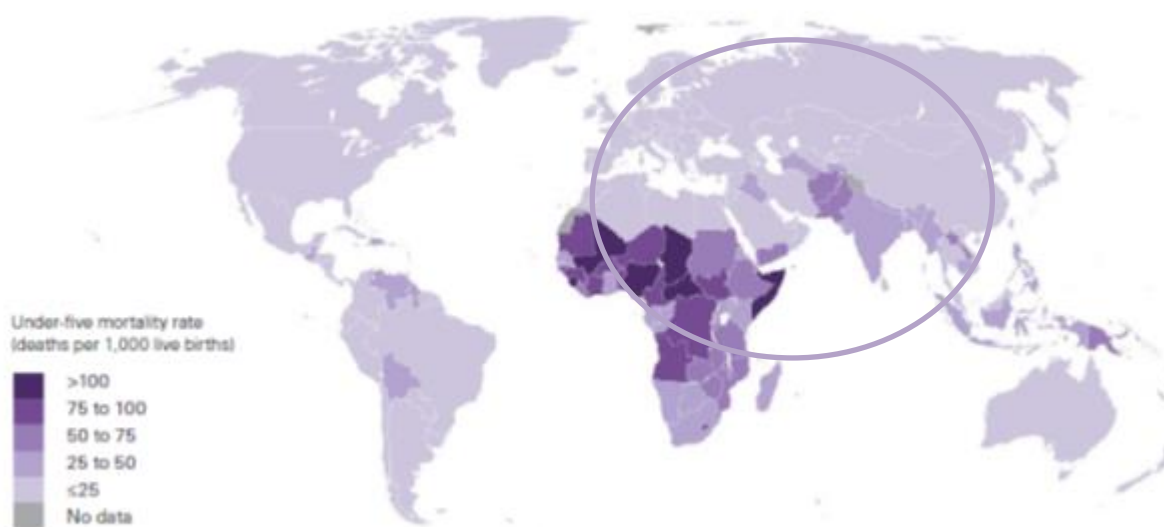 Under-five mortality rate
(deaths per 1,000 live births)
>100
75 to 100
50 to 75
25 to 50
≤25
No data